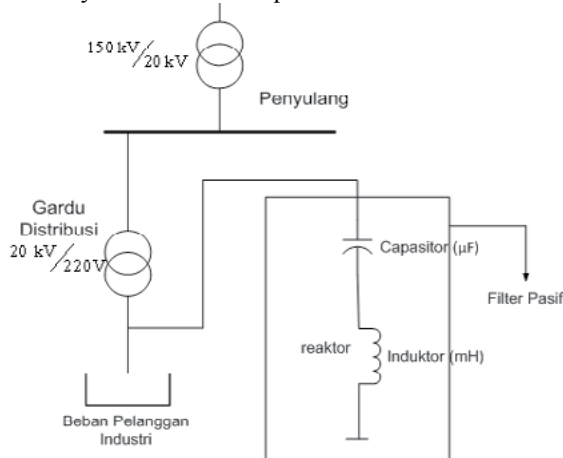 150 kV/20 kV
Penyulang
Gardu
Distribusi
20 kV/220V
Capasitor (µF)
Filter Pasif
reaktor
Induktor (mH)
Beban Pelanggan
Industri